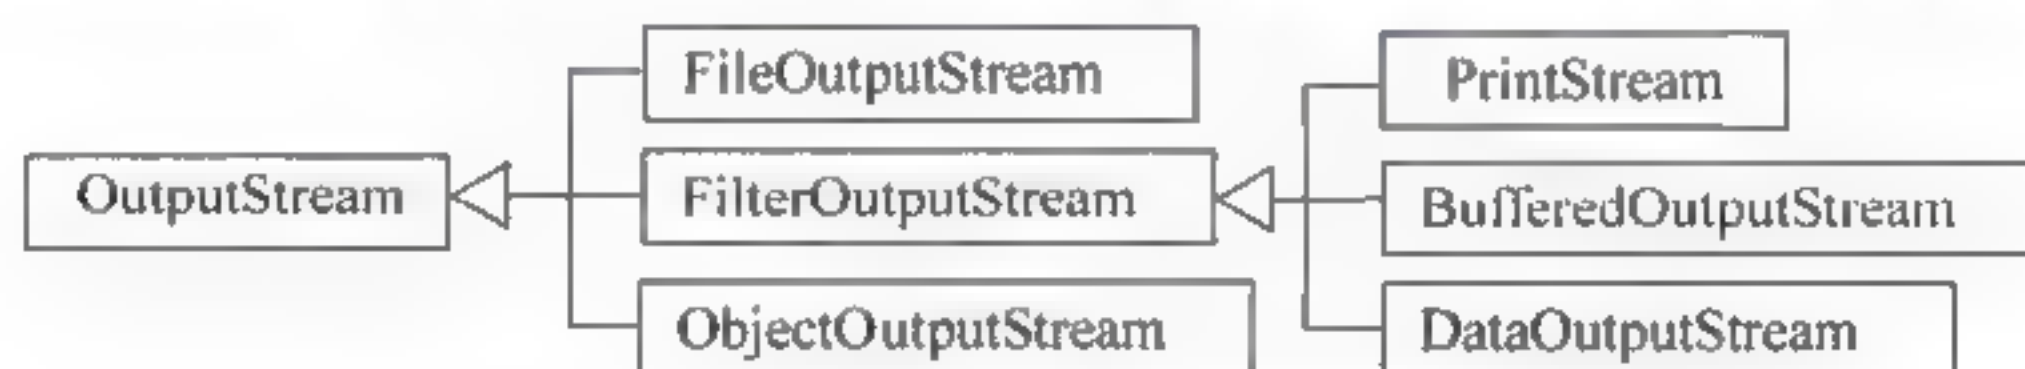 FileOutputStream
PrintStream
OutputStream
FilterOutputStream
BufferedOutputStream
ObjectOutputStream
DataOutputStream